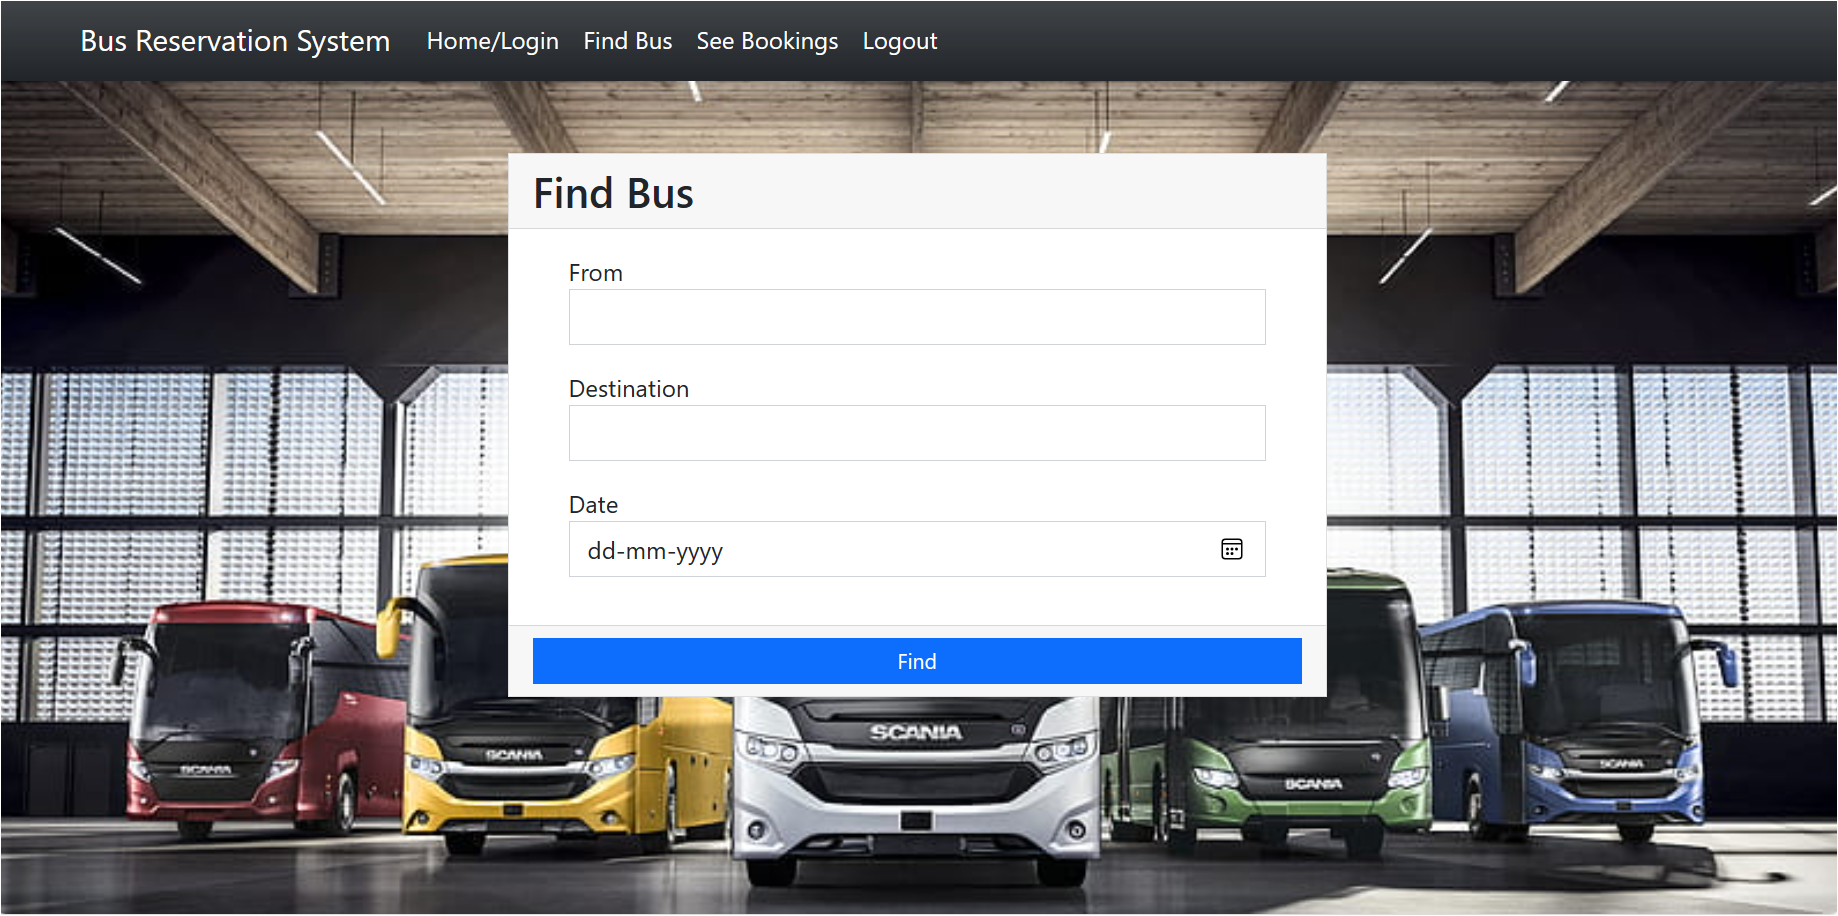 Bus Reservation System Home/Login Find Bus See Bookings Logout
Find Bus
From
Destination
Date
dd-mm-yyyy
Find
SCANIA
SCANIA
SCANIA
SCANIA
SCANIA